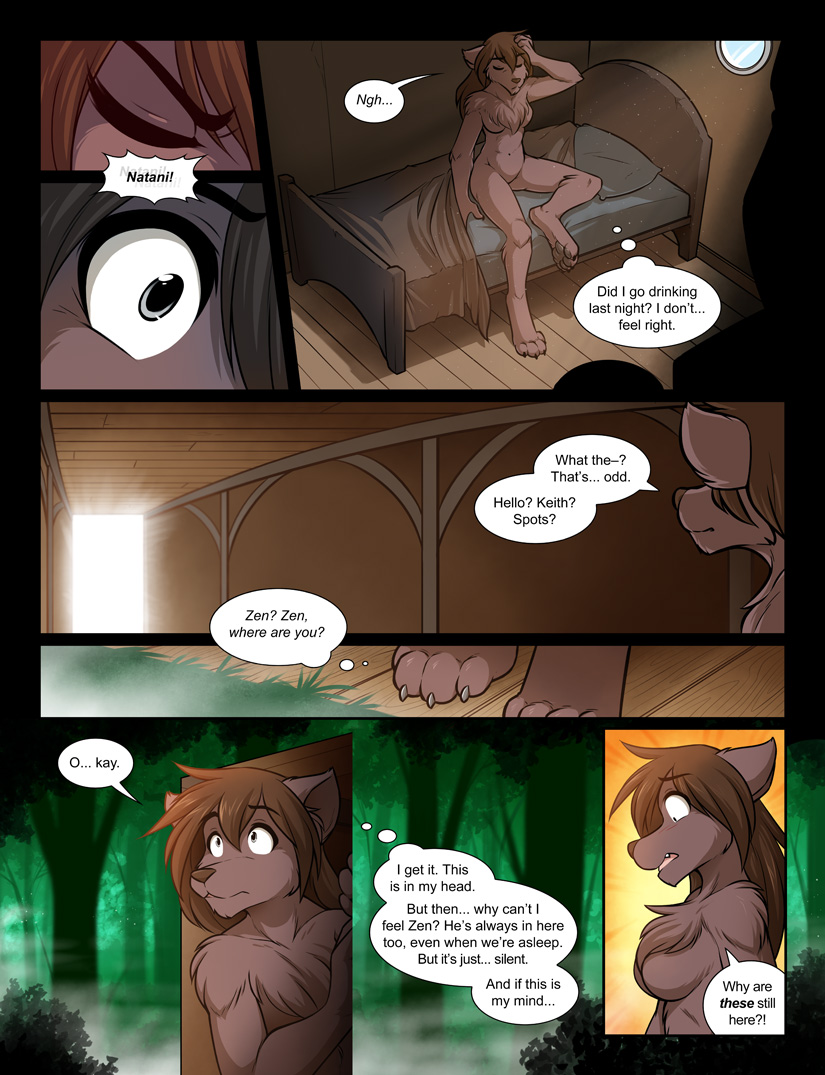 Ngh...
Natani!
Natani!
Natani!
Did I go drinking
last night? I don't...
feel right.
What the–?
That's... odd.
Hello? Keith?
Spots?
Zen? Zen,
where are you?
O... kay.
I get it. This
is in my head.
But then... why can't I
feel Zen? He's always in here
too, even when we're asleep.
But it's just... silent.
And if this is
my mind...
Why are
these still
here?!